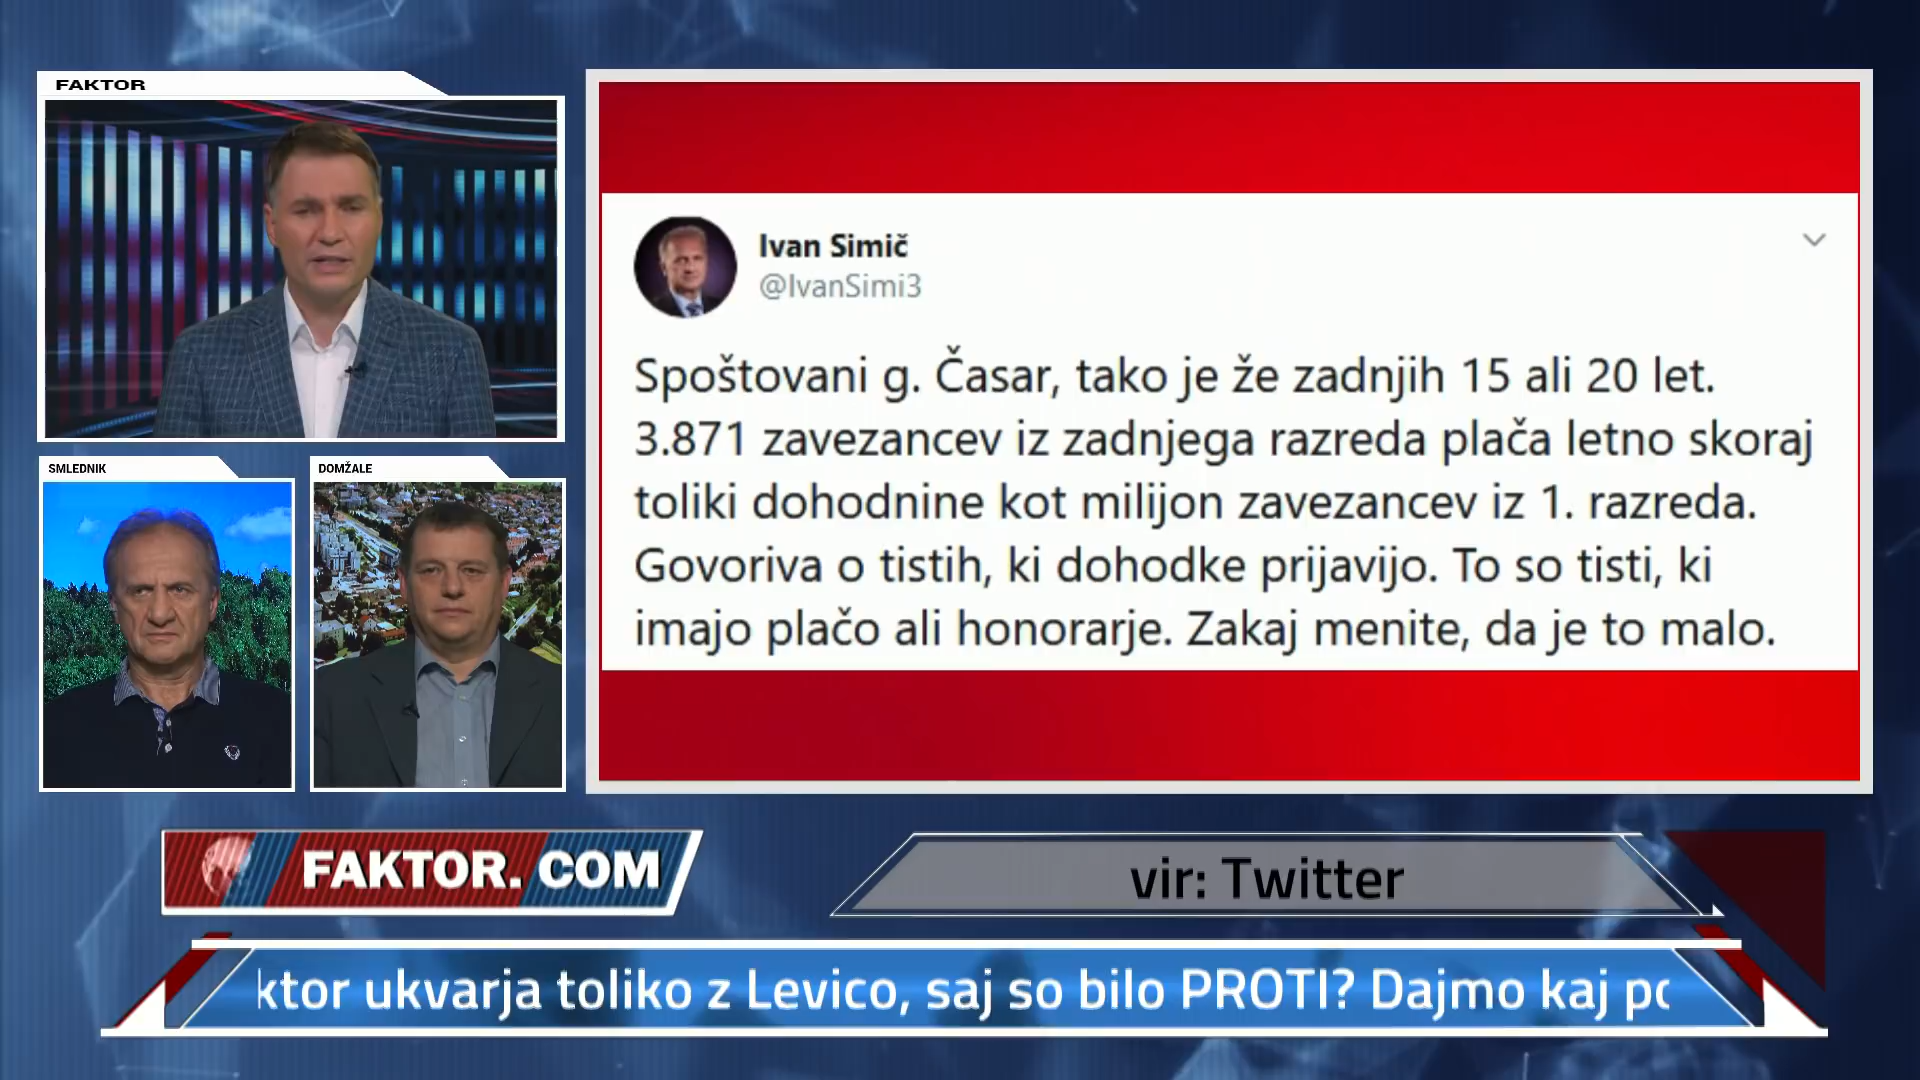 FAKTOR
SMLEDNIK
DOMŽALE
Ivan Simič
@IvanSimi3
Spoštovani g. Časar, tako je že zadnjih 15 ali 20 let.
3.871 zavezancev iz zadnjega razreda plača letno skoraj
toliki dohodnine kot milijon zavezancev iz 1. razreda.
Govoriva o tistih, ki dohodke prijavijo. To so tisti, ki
imajo plačo ali honorarje. Zakaj menite, da je to malo.
FAKTOR. COM
vir: Twitter
ktor ukvarja toliko z Levico, saj so bilo PROTI? Dajmo kaj